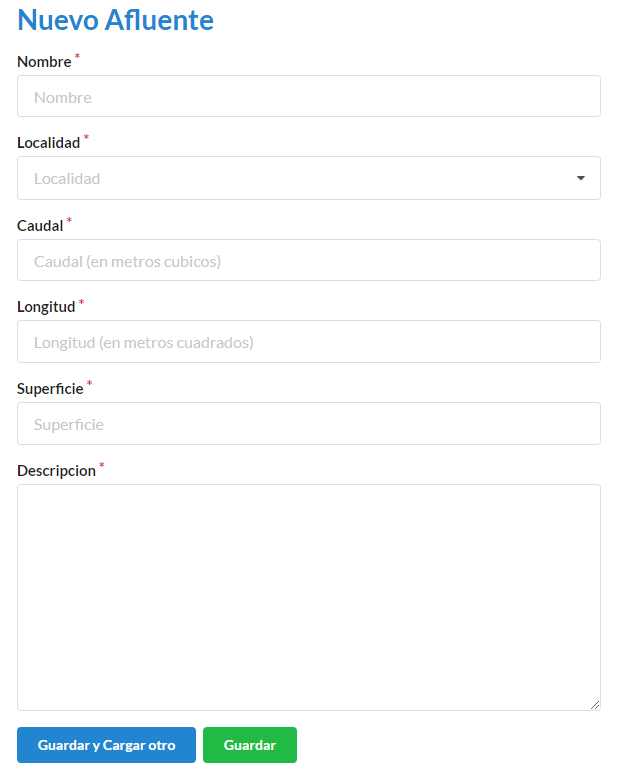 Nuevo Afluente
Nombre *
Nombre
Localidad *
Localidad
Caudal *
Caudal (en metros cubicos)
Longitud *
Longitud (en metros cuadrados)
Superficie *
Superficie
Descripcion *
Guardar y Cargar otro
Guardar